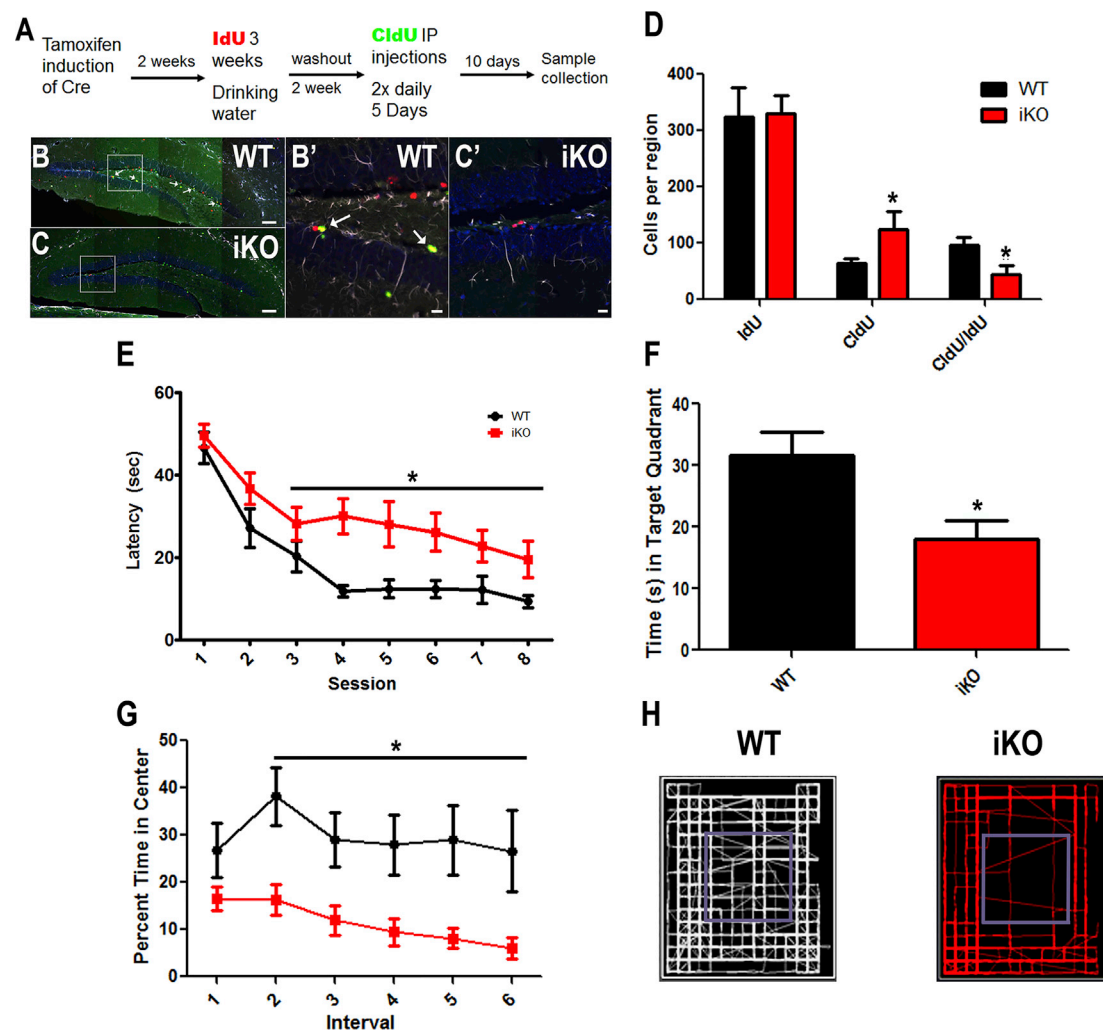 A
Tamoxifen
induction
of Cre
2 weeks
IdU 3
weeks
Drinking
water
washout
2 week
CldU IP
injections
2x daily
5 Days
10 days
Sample
collection
B
WT
B'
WT
C'
iKO
C
iKO
D
Cells per region
400
300
200
100
0
WT
iKO
*
*
IdU
CldU
CldU/IdU
E
Latency (sec)
60
40
20
0
WT
iKO
*
1 2 3 4 5 6 7 8
Session
F
Time (s) in Target Quadrant
40
30
20
10
0
*
WT
iKO
G
Percent Time in Center
50
40
30
20
10
0
*
1 2 3 4 5 6
Interval
H
WT
iKO